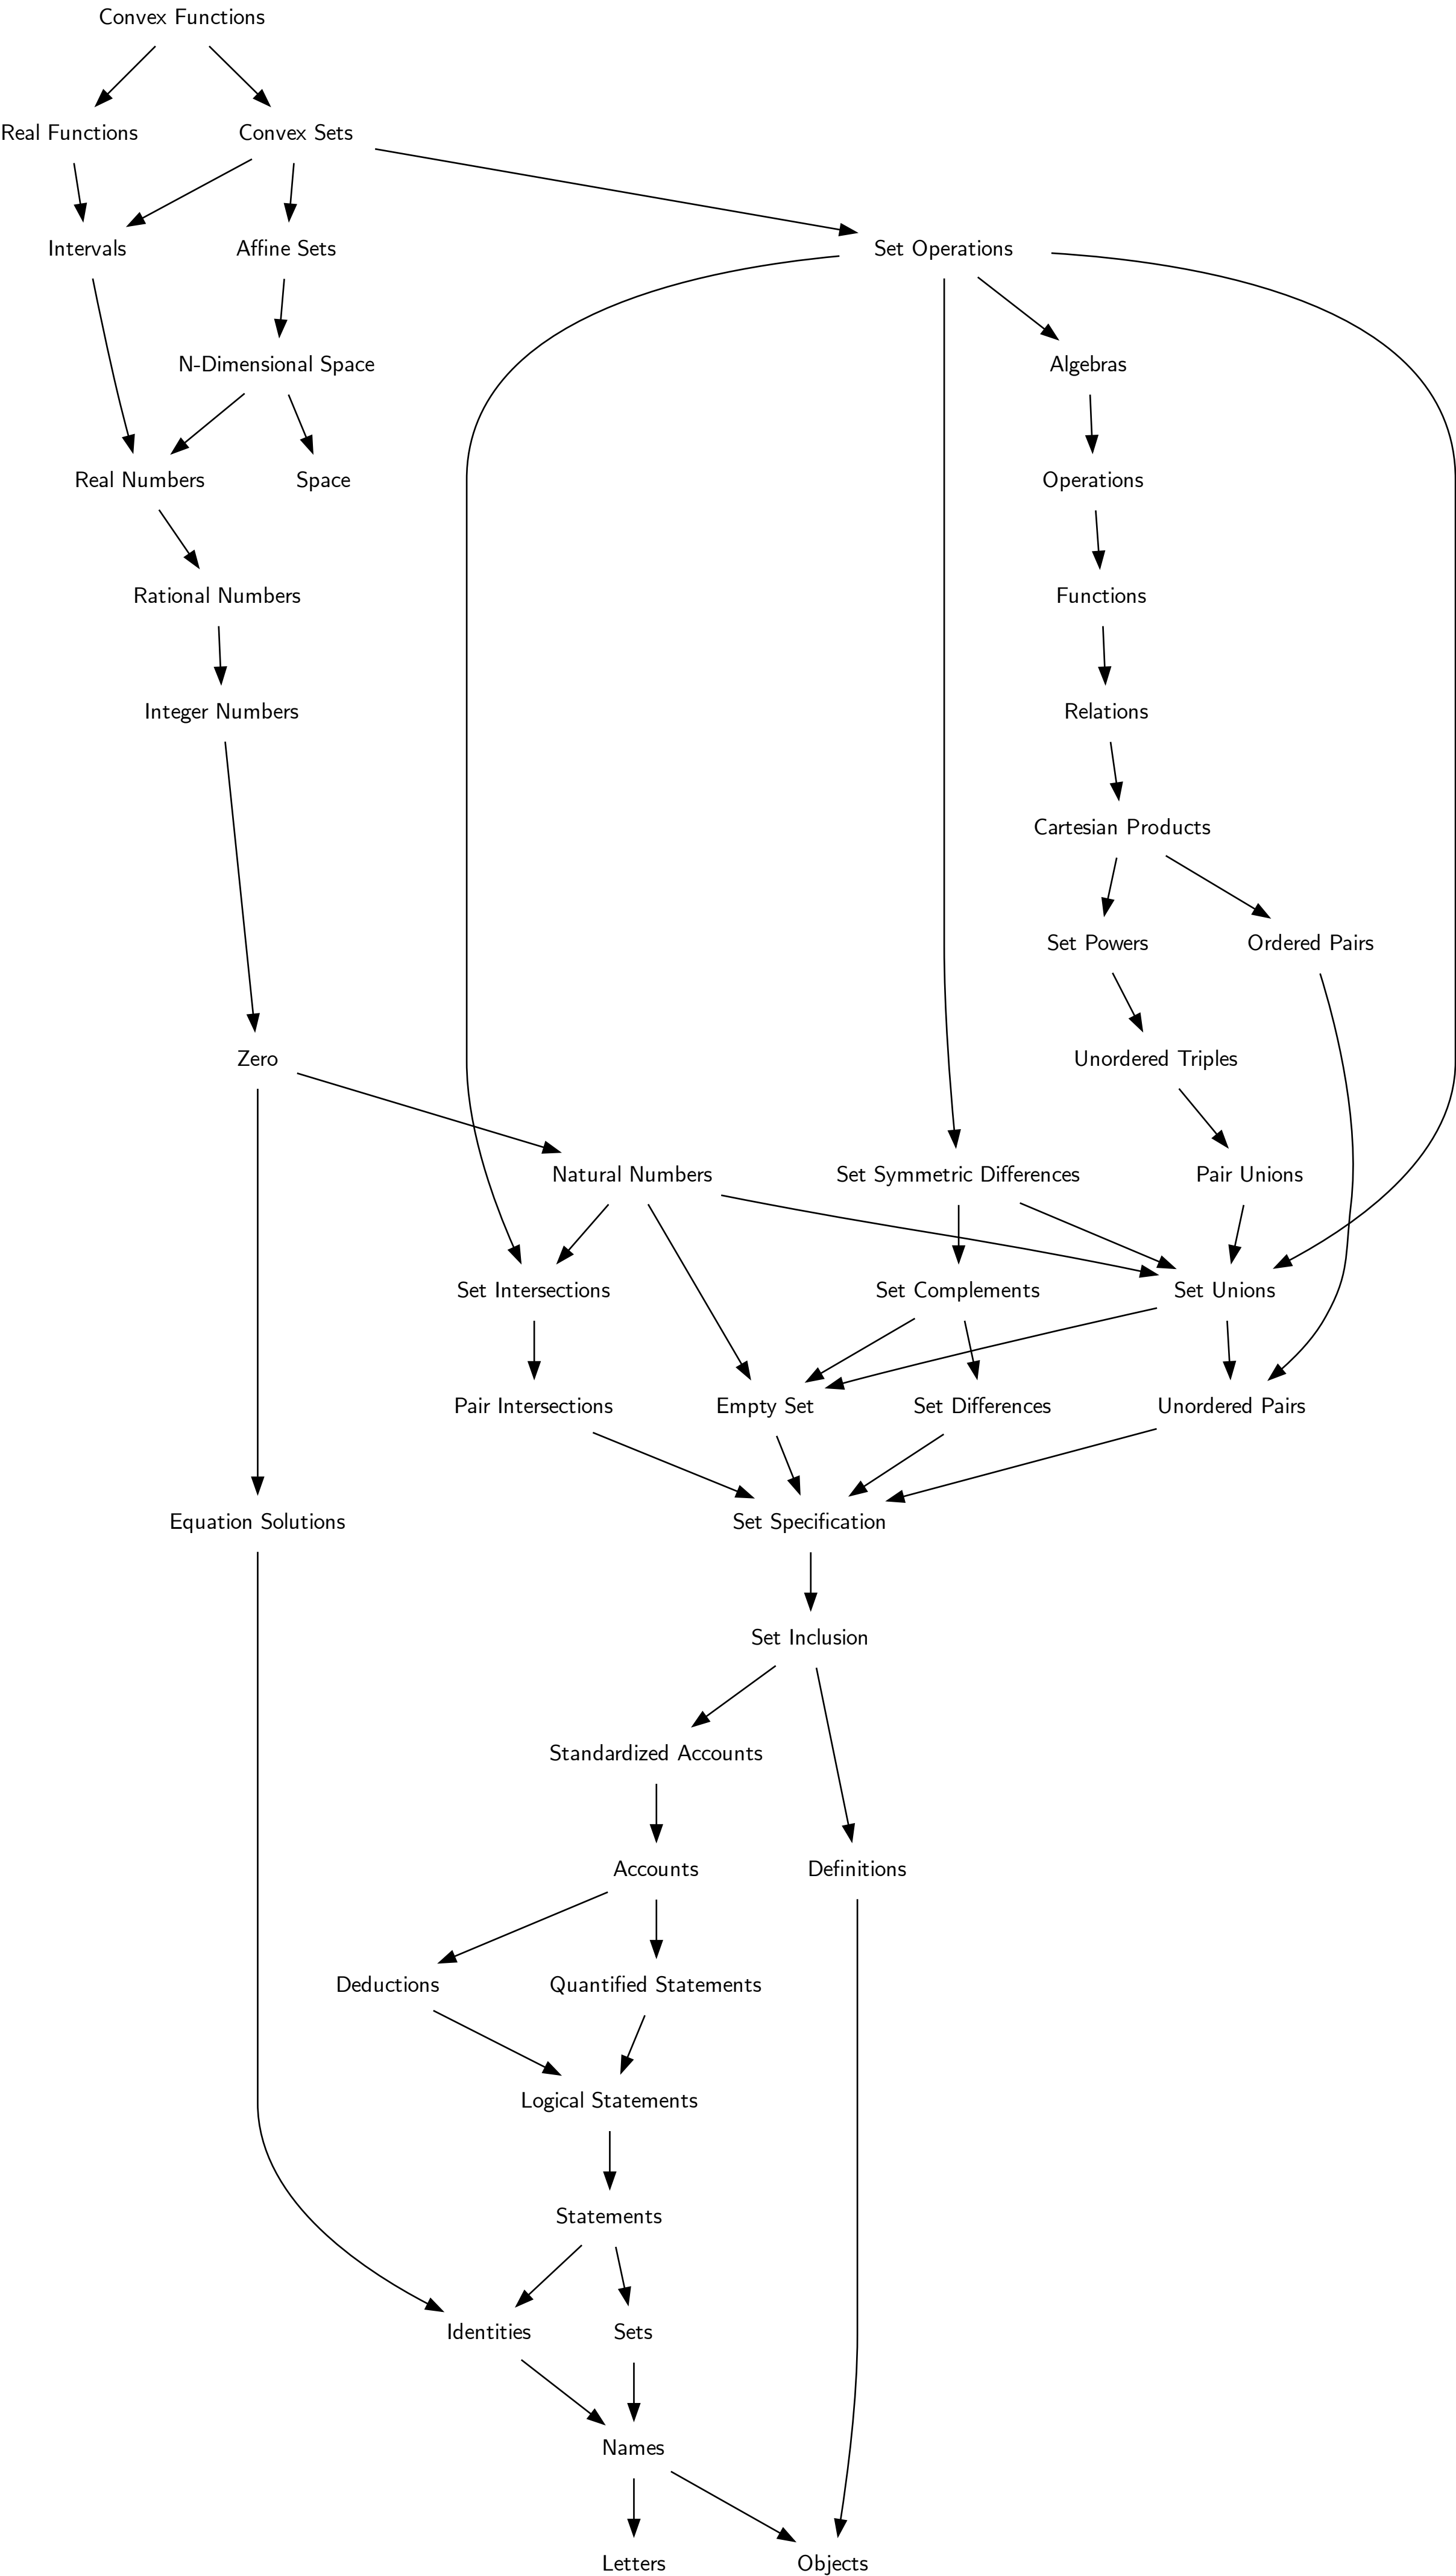 Convex Functions
Real Functions
Convex Sets
Intervals
Affine Sets
Set Operations
N-Dimensional Space
Algebras
Real Numbers
Space
Operations
Rational Numbers
Functions
Integer Numbers
Relations
Cartesian Products
Set Powers
Ordered Pairs
Zero
Unordered Triples
Natural Numbers
Set Symmetric Differences
Pair Unions
Set Intersections
Set Complements
Set Unions
Pair Intersections
Empty Set
Set Differences
Unordered Pairs
Equation Solutions
Set Specification
Set Inclusion
Standardized Accounts
Accounts
Definitions
Deductions
Quantified Statements
Logical Statements
Statements
Identities
Sets
Names
Letters
Objects